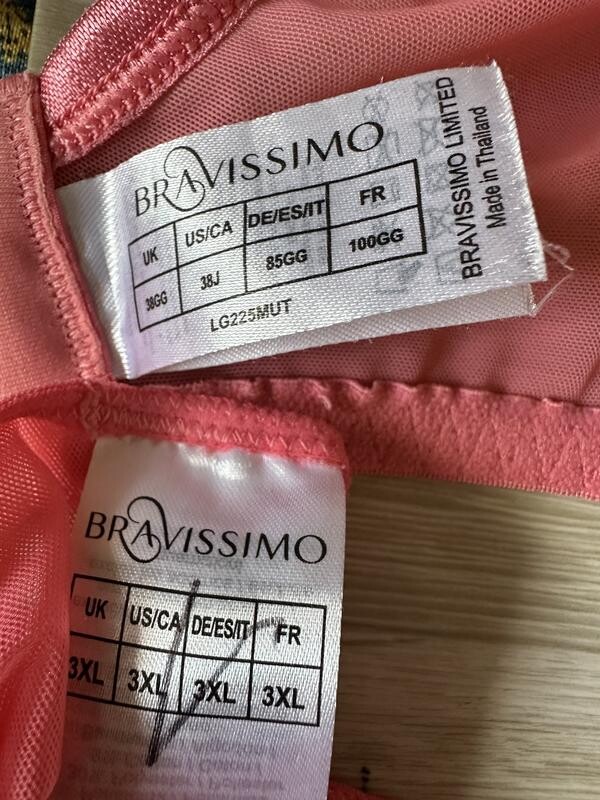 BRAVISSIMO
UK US/CA DE/ES/IT FR
38GG 38J 85GG 100GG
LG225MUT
BRAVISSIMO LIMITED
Made in Thailand
BRAVISSIMO
UK US/CA DE/ES/IT FR
3XL 3XL 3XL 3XL